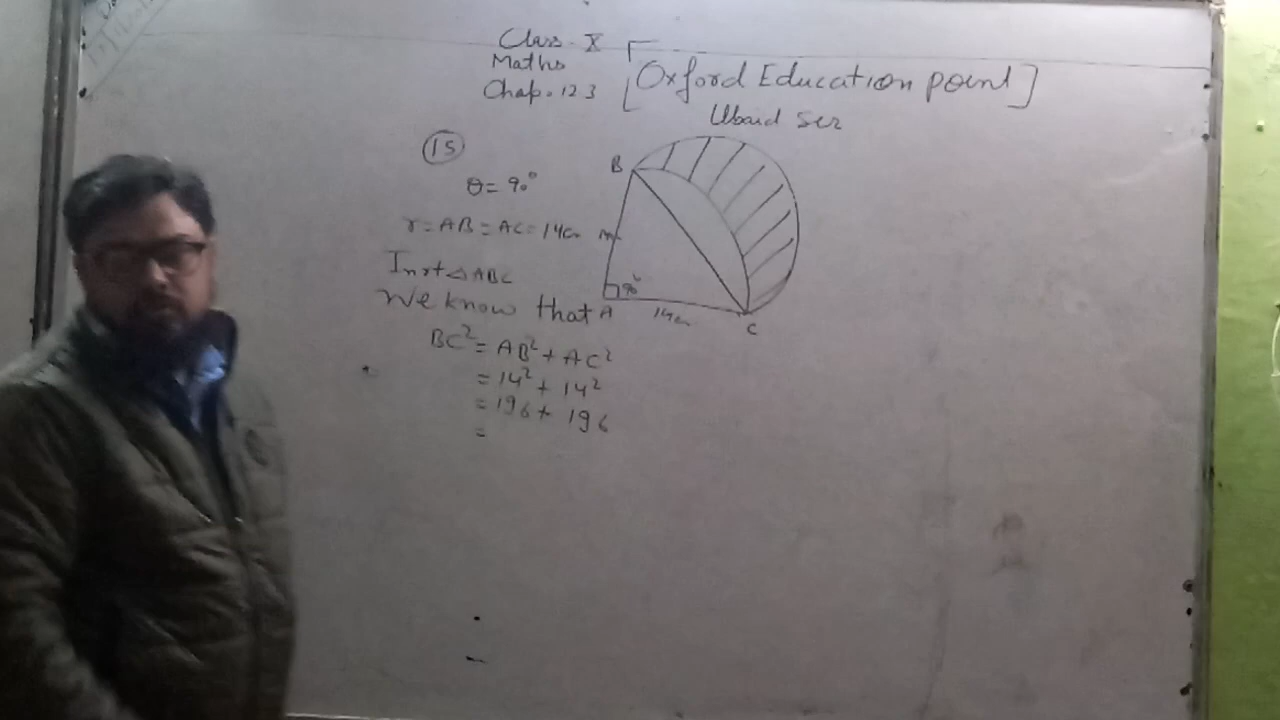 Class - X
Maths
Chap. 12.3
[Oxford Education point]
Ubaid Ser
15
θ = 90°
r = AB = AC = 14cm
In rt △ ABC
We know that
BC² = AB² + AC²
= 14² + 14²
= 196 + 196
=
B
90°
A
14cm
C